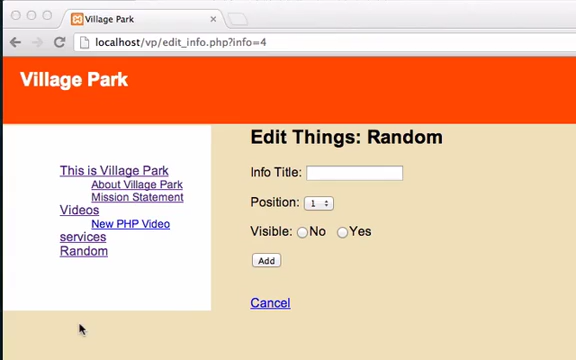 Village Park
localhost/vp/edit_info.php?info=4
Village Park
This is Village Park
About Village Park
Mission Statement
Videos
New PHP Video
services
Random
Edit Things: Random
Info Title:
Position: 1
Visible: No Yes
Add
Cancel